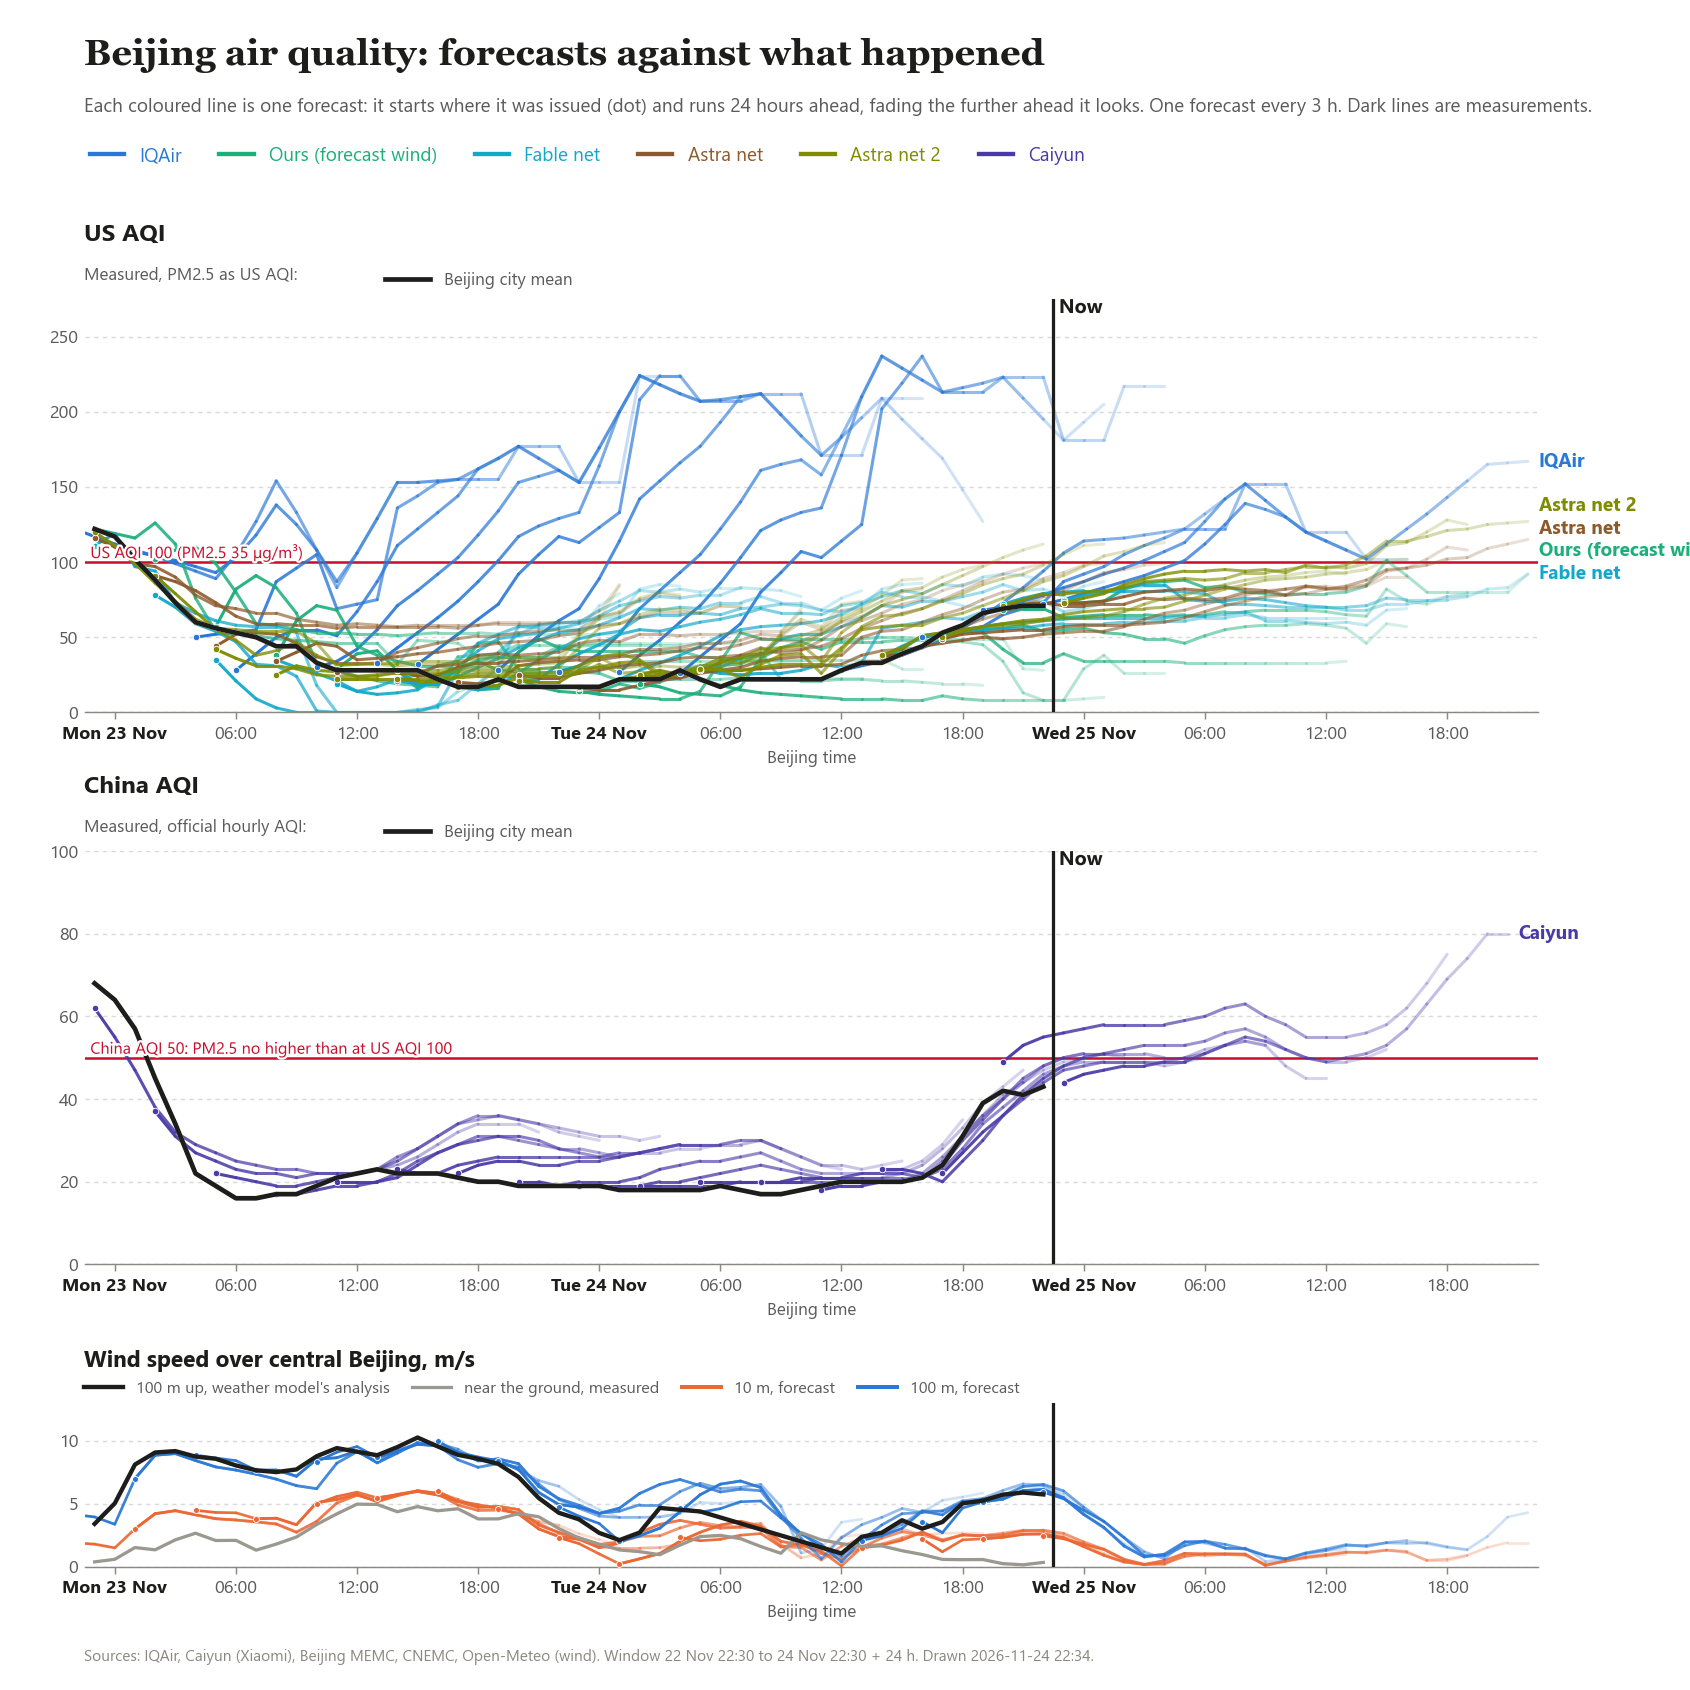 Beijing air quality: forecasts against what happened
Each coloured line is one forecast: it starts where it was issued (dot) and runs 24 hours ahead, fading the further ahead it looks. One forecast every 3 h. Dark lines are measurements.
IQAir Ours (forecast wind) Fable net Astra net Astra net 2 Caiyun
US AQI
Measured, PM2.5 as US AQI: Beijing city mean
Now
250
200
150
100
50
0
US AQI 100 (PM2.5 35 µg/m³)
IQAir
Astra net 2
Astra net
Ours (forecast wi
Fable net
Mon 23 Nov 06:00 12:00 18:00 Tue 24 Nov 06:00 12:00 18:00 Wed 25 Nov 06:00 12:00 18:00
Beijing time
China AQI
Measured, official hourly AQI: Beijing city mean
Now
100
80
60
40
20
0
Caiyun
China AQI 50: PM2.5 no higher than at US AQI 100
Mon 23 Nov 06:00 12:00 18:00 Tue 24 Nov 06:00 12:00 18:00 Wed 25 Nov 06:00 12:00 18:00
Beijing time
Wind speed over central Beijing, m/s
100 m up, weather model's analysis near the ground, measured 10 m, forecast 100 m, forecast
10
5
0
Mon 23 Nov 06:00 12:00 18:00 Tue 24 Nov 06:00 12:00 18:00 Wed 25 Nov 06:00 12:00 18:00
Beijing time
Sources: IQAir, Caiyun (Xiaomi), Beijing MEMC, CNEMC, Open-Meteo (wind). Window 22 Nov 22:30 to 24 Nov 22:30 + 24 h. Drawn 2026-11-24 22:34.